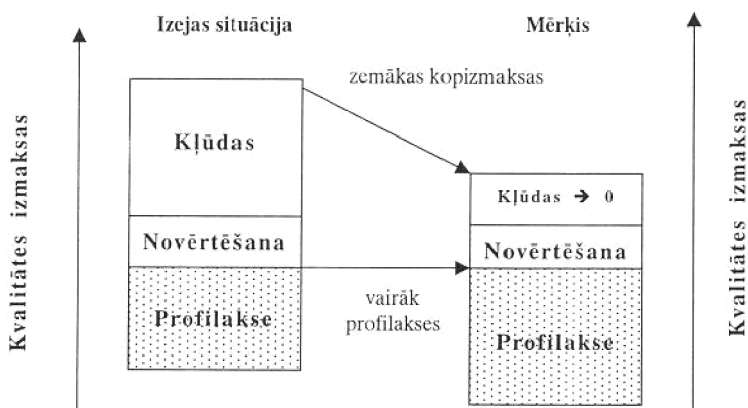 Izejas situācija
Mērķis
Kvalitātes izmaksas
zemākas kopizmaksas
Kļūdas
Kļūdas ➔ 0
Novērtēšana
Novērtēšana
Profilakse
vairāk
profilakses
Profilakse
Kvalitātes izmaksas